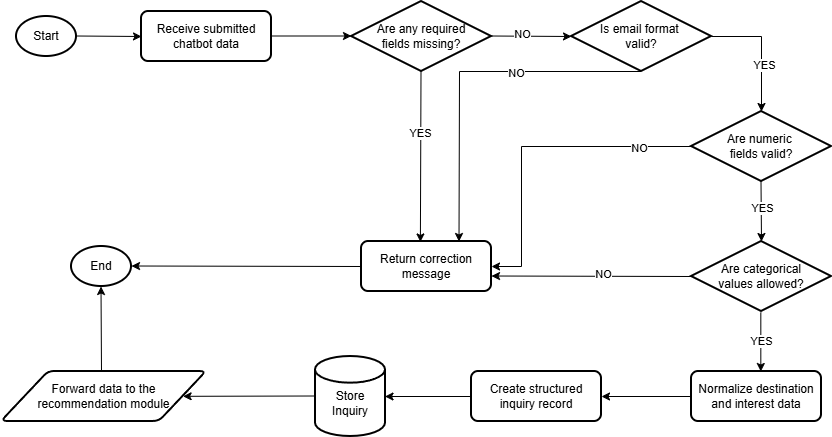 Start
Receive submitted
chatbot data
Are any required
fields missing?
NO
Is email format
valid?
YES
NO
YES
Are numeric
fields valid?
NO
YES
Return correction
message
End
Are categorical
values allowed?
NO
YES
Forward data to the
recommendation module
Store
Inquiry
Create structured
inquiry record
Normalize destination
and interest data